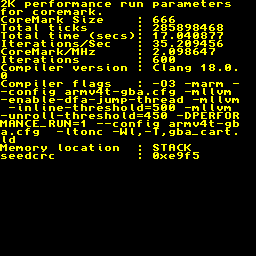 2K performance run parameters
for coremark.
CoreMark Size    : 666
Total ticks      : 285898468
Total time (secs): 17.040877
Iterations/Sec   : 35.209456
CoreMark/MHz     : 2.098647
Iterations       : 600
Compiler version : Clang 18.0.
0
Compiler flags   : -O3 -marm -
-config armv4t-gba.cfg -mllvm
-enable-dfa-jump-thread -mllvm
 -inline-threshold=500 -mllvm
-unroll-threshold=450 -DPERFOR
MANCE_RUN=1 --config armv4t-gb
a.cfg  -ltonc -Wl,-T,gba_cart.
ld
Memory location  : STACK
seedcrc          : 0xe9f5